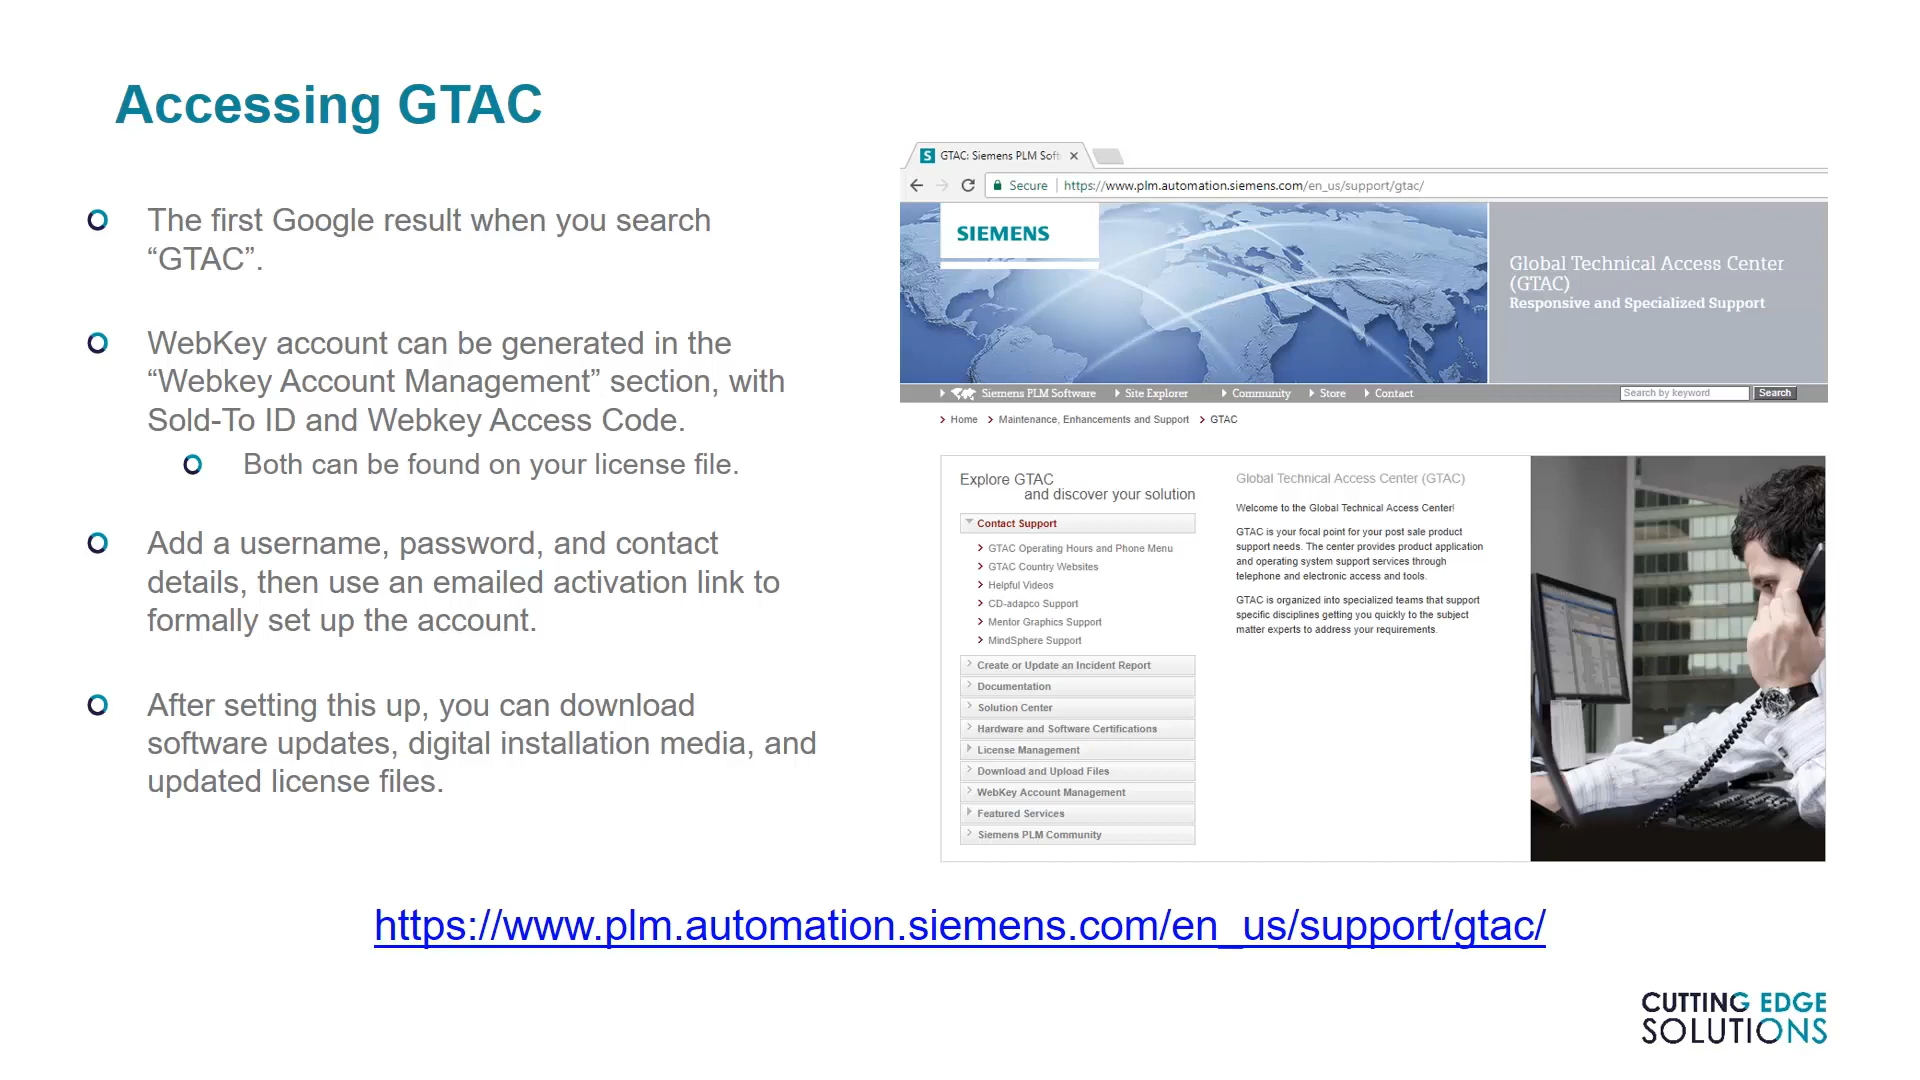 Accessing GTAC
The first Google result when you search
“GTAC”.
WebKey account can be generated in the
“Webkey Account Management” section, with
Sold-To ID and Webkey Access Code.
Both can be found on your license file.
Add a username, password, and contact
details, then use an emailed activation link to
formally set up the account.
After setting this up, you can download
software updates, digital installation media, and
updated license files.
GTAC: Siemens PLM Soft
Secure https://www.plm.automation.siemens.com/en_us/support/gtac/
SIEMENS
Global Technical Access Center
(GTAC)
Responsive and Specialized Support
Siemens PLM Software Site Explorer Community Store Contact Search by keyword Search
Home Maintenance, Enhancements and Support GTAC
Explore GTAC
and discover your solution
Contact Support
GTAC Operating Hours and Phone Menu
GTAC Country Websites
Helpful Videos
CD-adapco Support
Mentor Graphics Support
MindSphere Support
Create or Update an Incident Report
Documentation
Solution Center
Hardware and Software Certifications
License Management
Download and Upload Files
WebKey Account Management
Featured Services
Siemens PLM Community
Global Technical Access Center (GTAC)
Welcome to the Global Technical Access Center!
GTAC is your focal point for your post sale product
support needs. The center provides product application
and operating system support services through
telephone and electronic access and tools.
GTAC is organized into specialized teams that support
specific disciplines getting you quickly to the subject
matter experts to address your requirements.
https://www.plm.automation.siemens.com/en_us/support/gtac/
CUTTING EDGE
SOLUTIONS